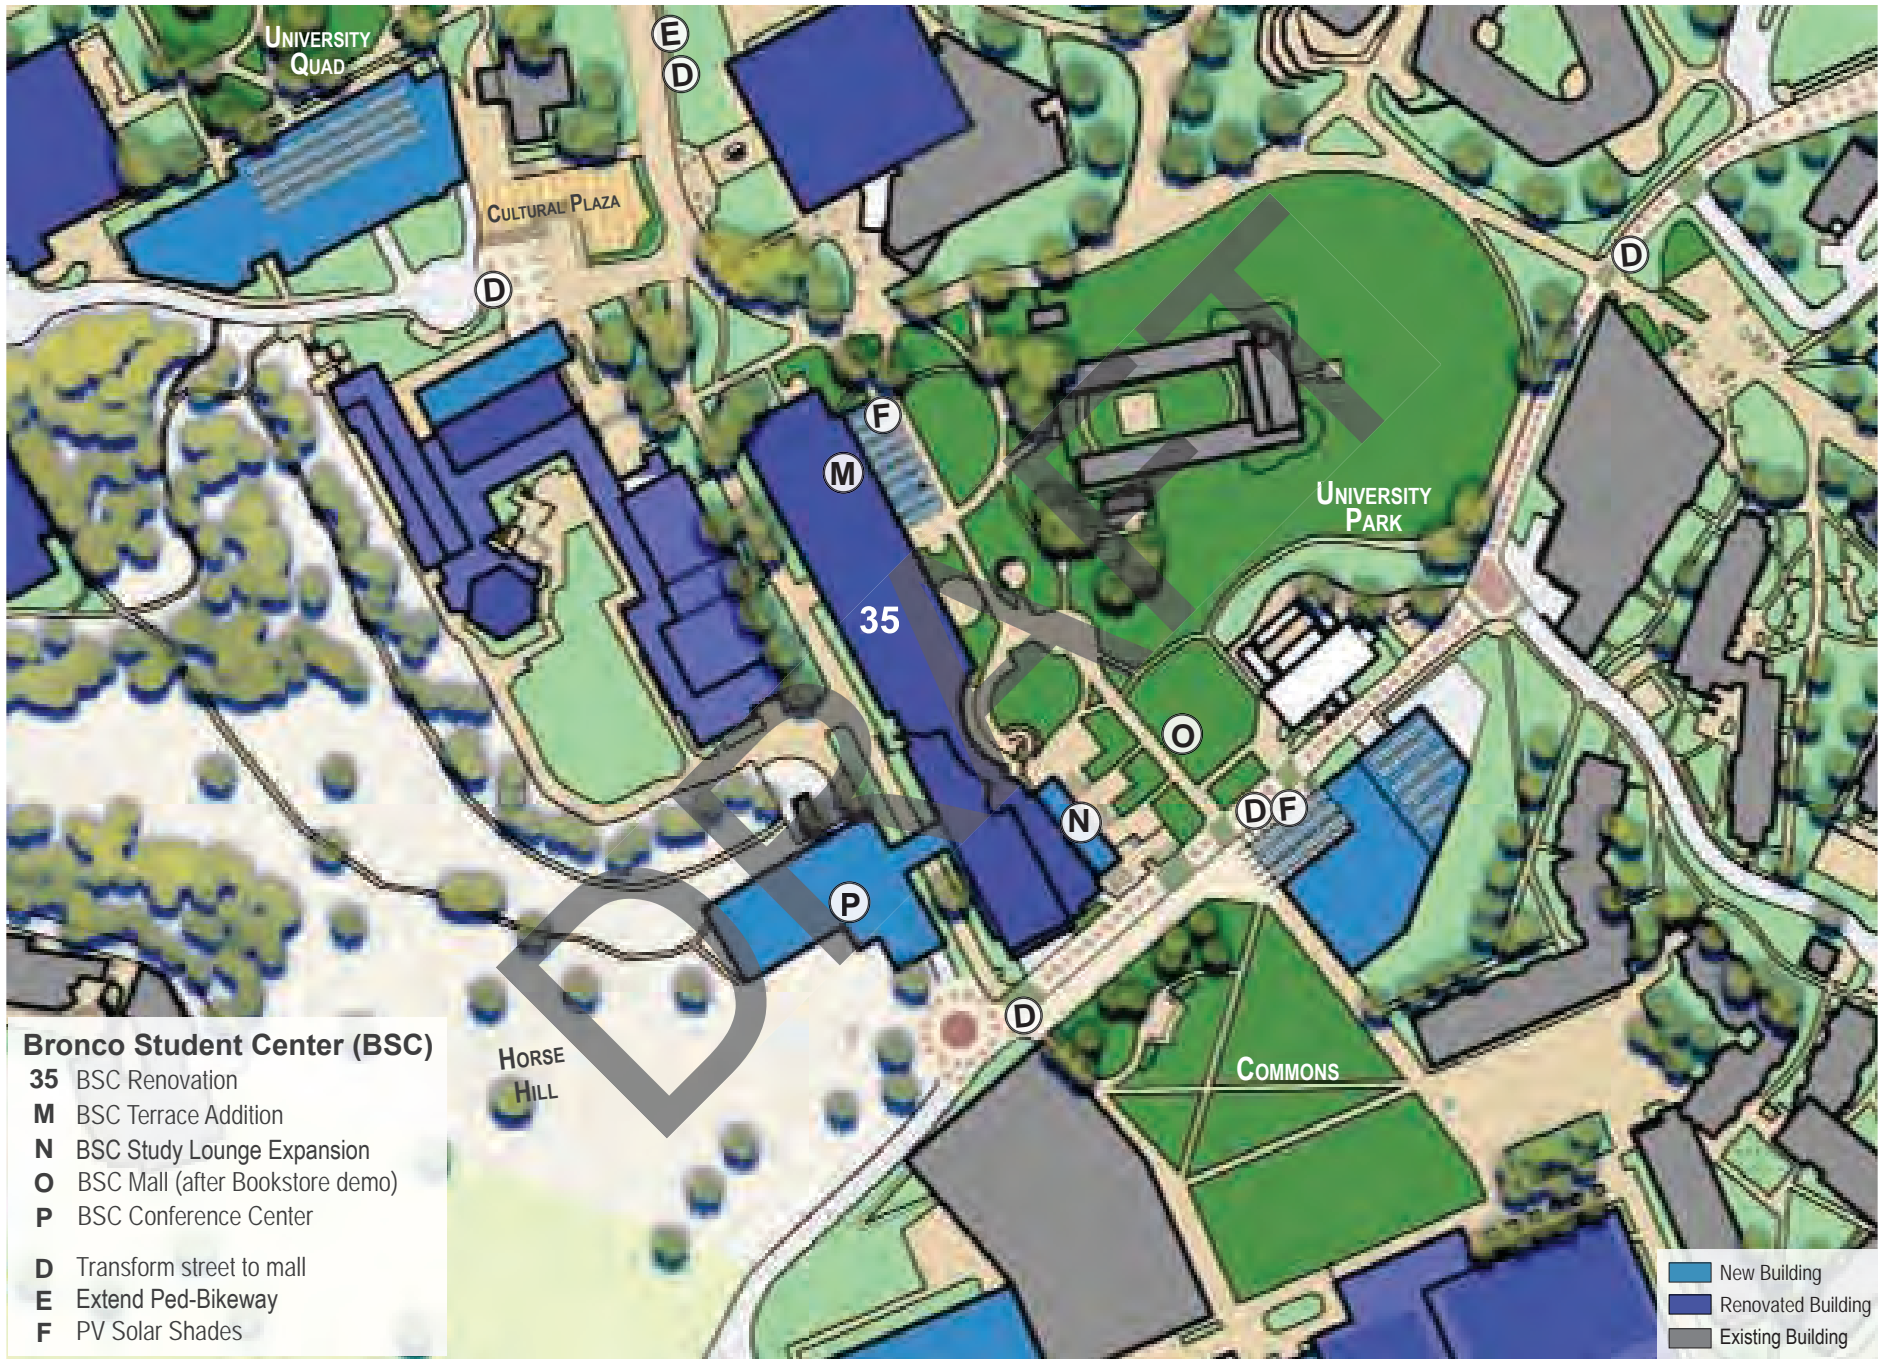 UNIVERSITY
QUAD
E
D
CULTURAL PLAZA
D
D
F
M
UNIVERSITY
PARK
35
O
N
D F
P
D
HORSE
HILL
COMMONS
DRAFT
Bronco Student Center (BSC)
35 BSC Renovation
M BSC Terrace Addition
N BSC Study Lounge Expansion
O BSC Mall (after Bookstore demo)
P BSC Conference Center
D Transform street to mall
E Extend Ped-Bikeway
F PV Solar Shades
New Building
Renovated Building
Existing Building